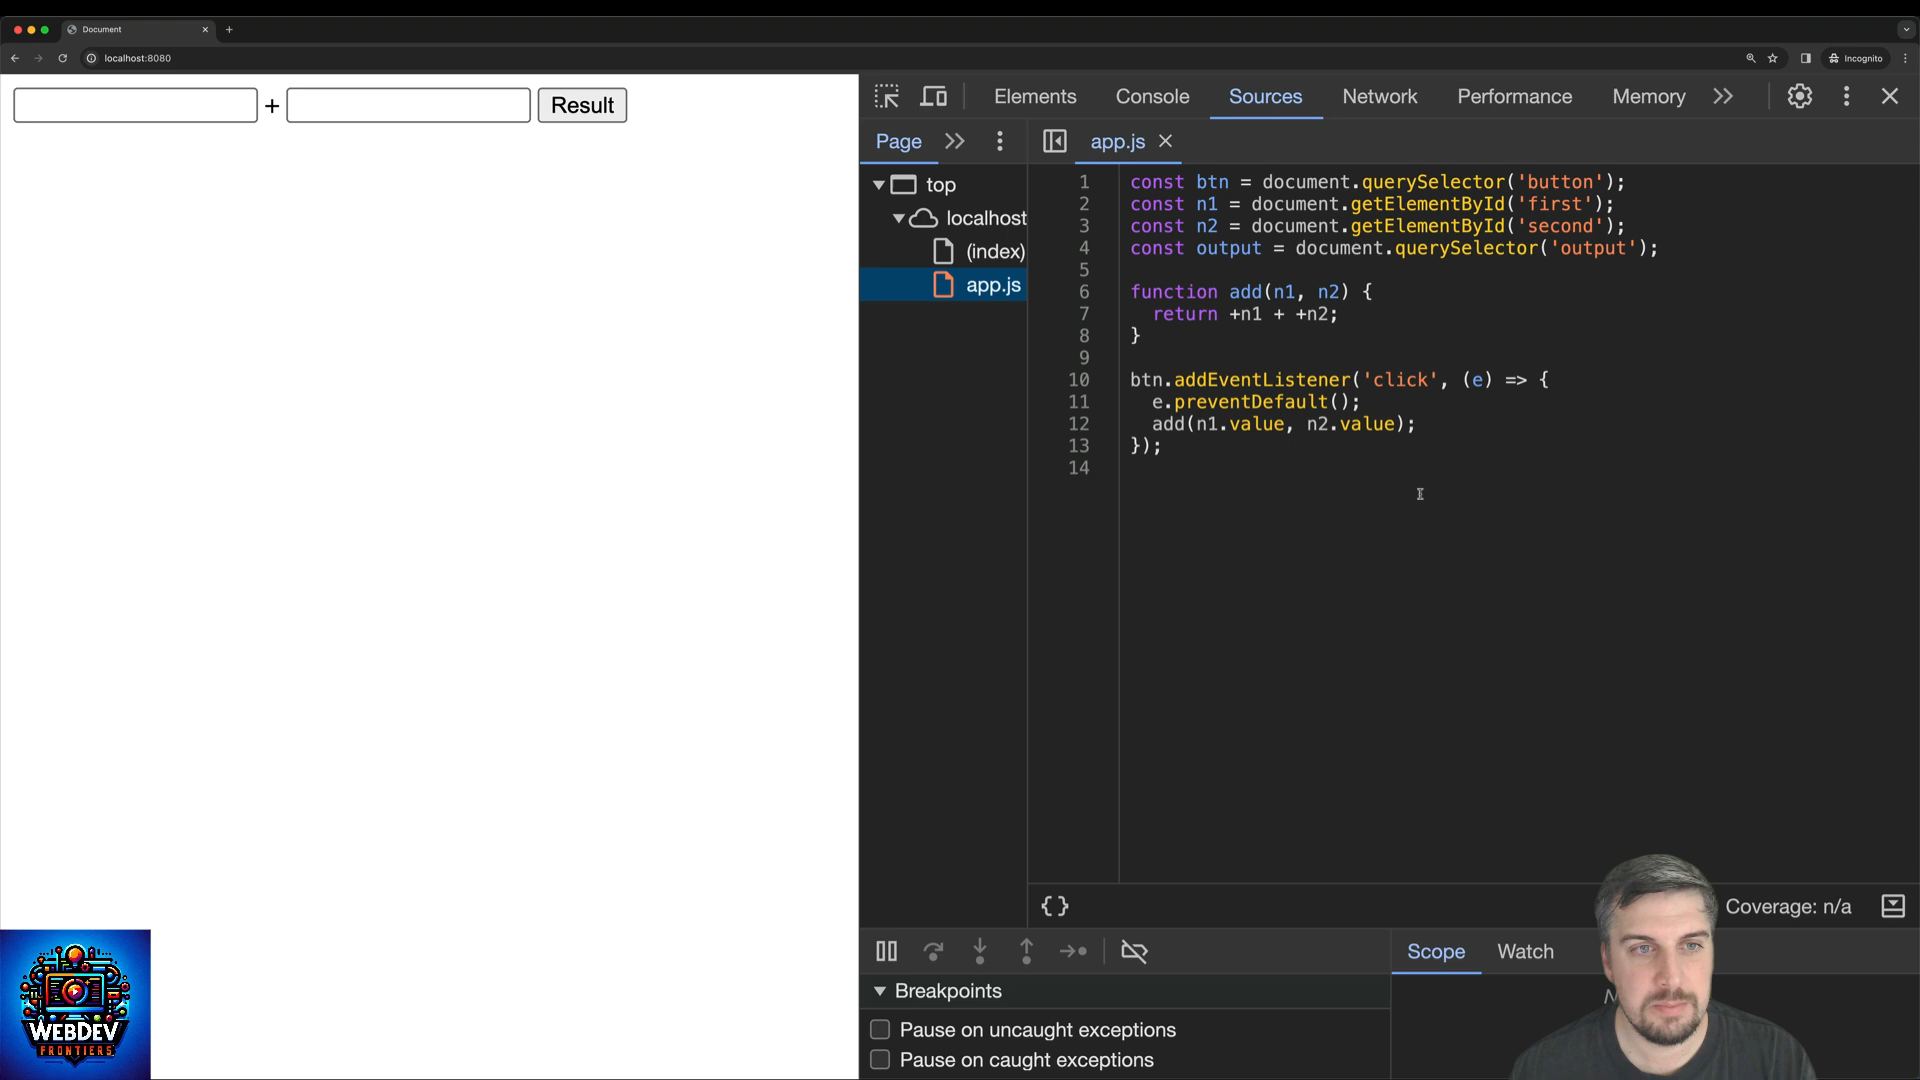 Document
localhost:8080
Incognito
+
Result
Elements
Console
Sources
Network
Performance
Memory
Page
app.js
top
localhost
(index)
app.js
1 const btn = document.querySelector('button');
2 const n1 = document.getElementById('first');
3 const n2 = document.getElementById('second');
4 const output = document.querySelector('output');
5
6 function add(n1, n2) {
7 return +n1 + +n2;
8 }
9
10 btn.addEventListener('click', (e) => {
11 e.preventDefault();
12 add(n1.value, n2.value);
13 });
14
{}
Coverage: n/a
Scope
Watch
Breakpoints
Pause on uncaught exceptions
Pause on caught exceptions
WEBDEV
FRONTIERS